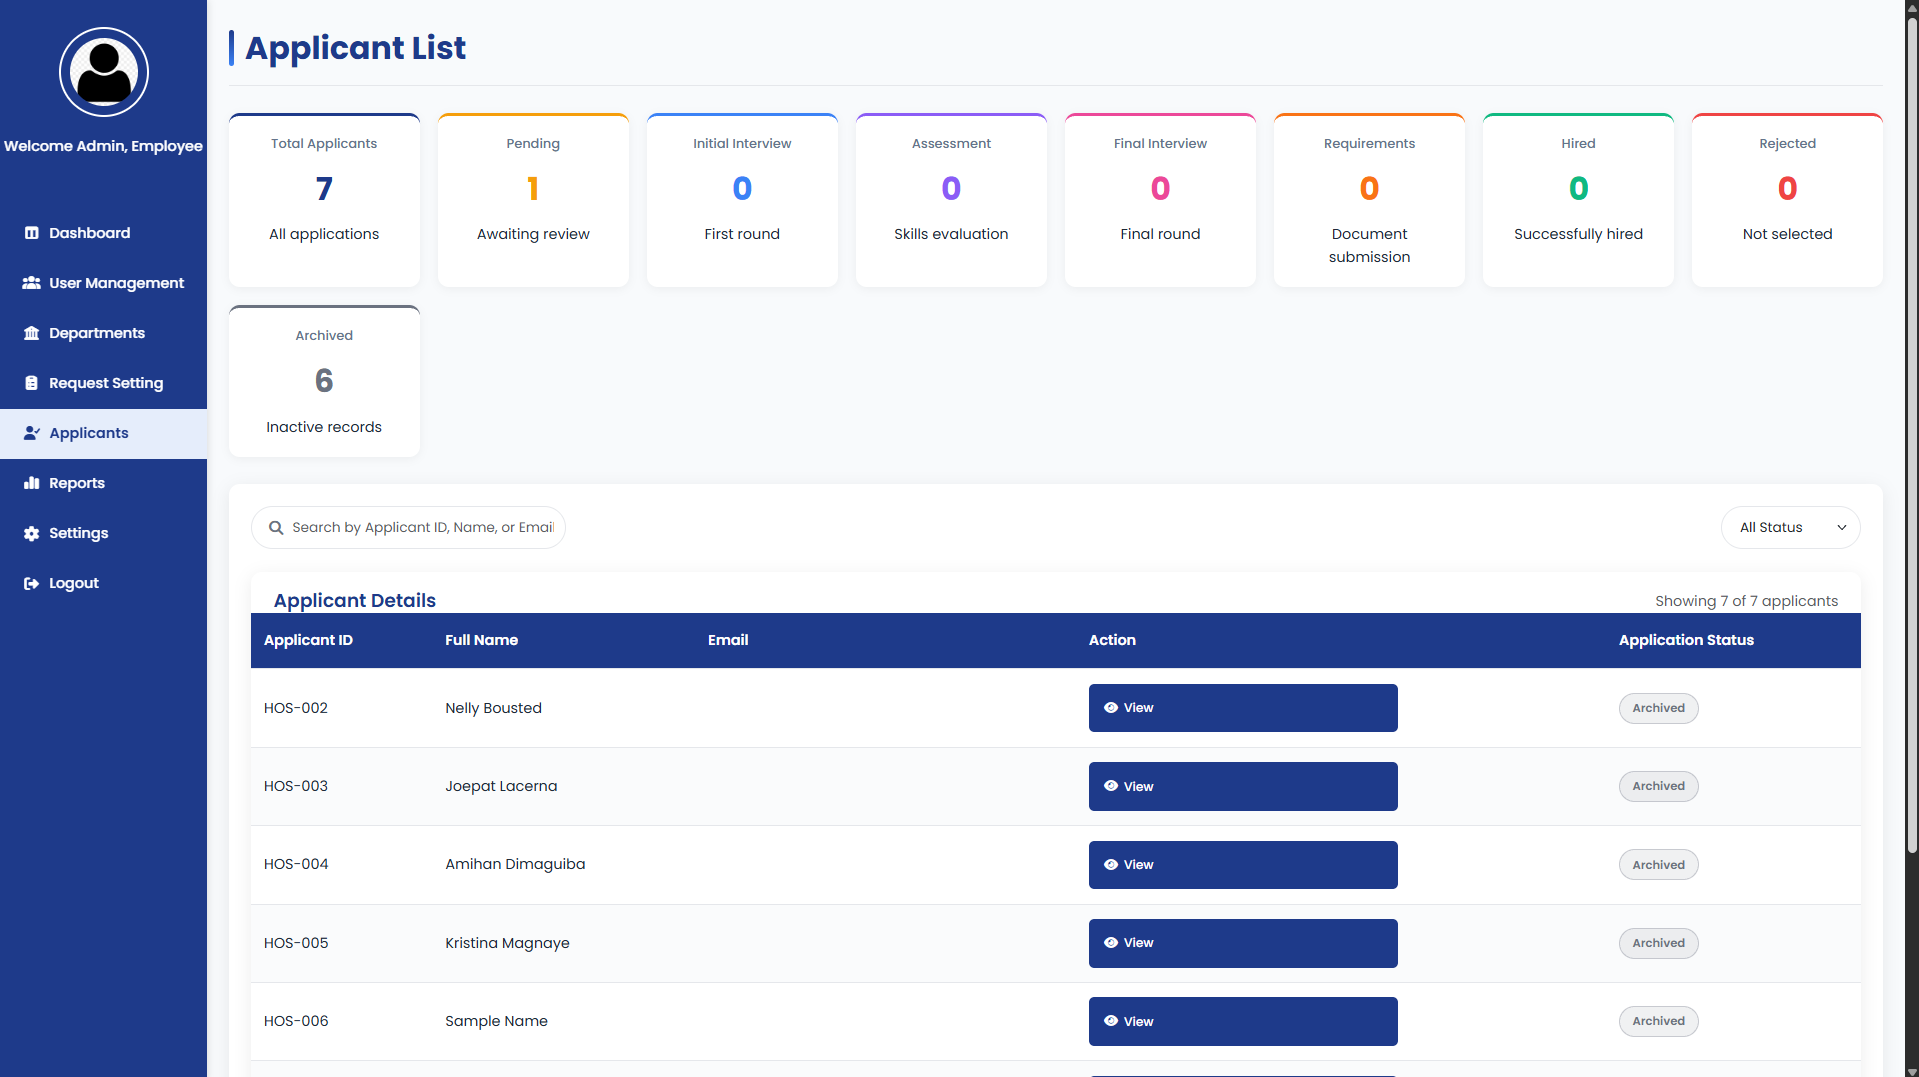 Welcome Admin, Employee
Dashboard
User Management
Departments
Request Setting
Applicants
Reports
Settings
Logout
Applicant List
Total Applicants
7
All applications
Pending
1
Awaiting review
Initial Interview
0
First round
Assessment
0
Skills evaluation
Final Interview
0
Final round
Requirements
0
Document
submission
Hired
0
Successfully hired
Rejected
0
Not selected
Archived
6
Inactive records
Search by Applicant ID, Name, or Email
All Status
Applicant Details
Showing 7 of 7 applicants
Applicant ID Full Name Email Action Application Status
HOS-002 Nelly Bousted View Archived
HOS-003 Joepat Lacerna View Archived
HOS-004 Amihan Dimaguiba View Archived
HOS-005 Kristina Magnaye View Archived
HOS-006 Sample Name View Archived